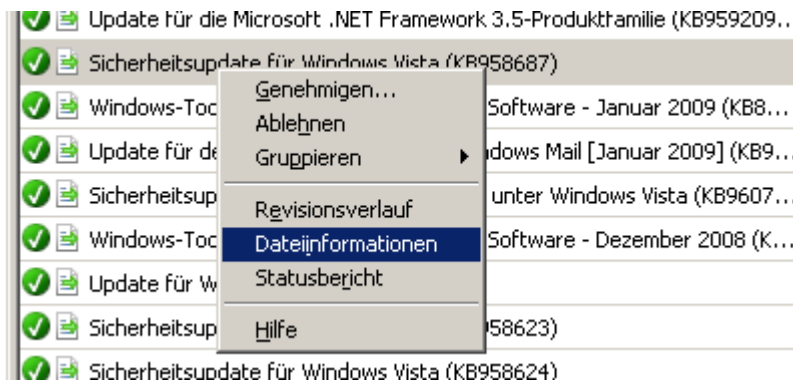 Update für die Microsoft .NET Framework 3.5-Produktfamilie (KB959209...
Sicherheitsupdate für Windows Vista (KB958687)
Windows-Too
Software - Januar 2009 (KB8...
Update für de
dows Mail [Januar 2009] (KB9...
Sicherheitsup
unter Windows Vista (KB9607...
Windows-Too
Software - Dezember 2008 (K...
Update für W
Sicherheitsup
58623)
Sicherheitsupdate für Windows Vista (KB958624)
Genehmigen...
Ablehnen
Gruppieren
Revisionsverlauf
Dateiinformationen
Statusbericht
Hilfe